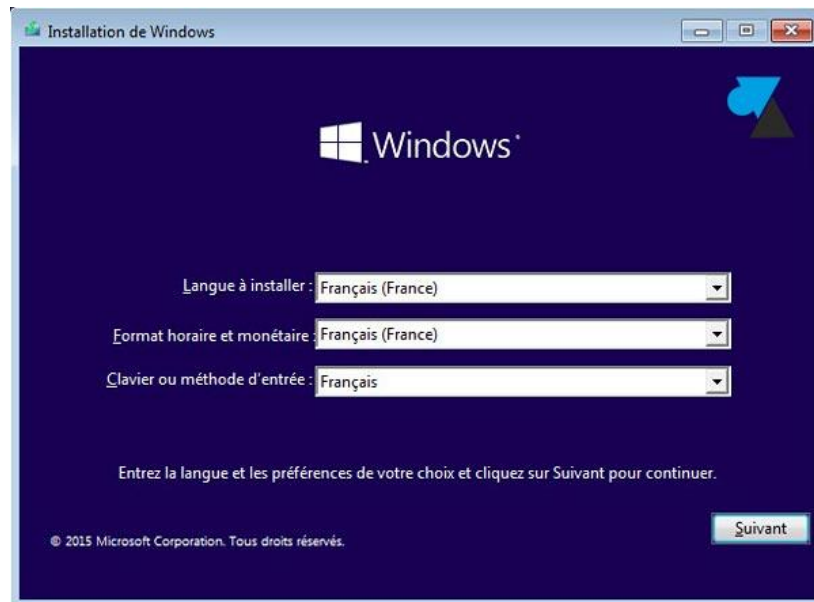 Installation de Windows
Windows
Langue à installer : Français (France)
Format horaire et monétaire : Français (France)
Clavier ou méthode d'entrée : Français
Entrez la langue et les préférences de votre choix et cliquez sur Suivant pour continuer.
Suivant
© 2015 Microsoft Corporation. Tous droits réservés.